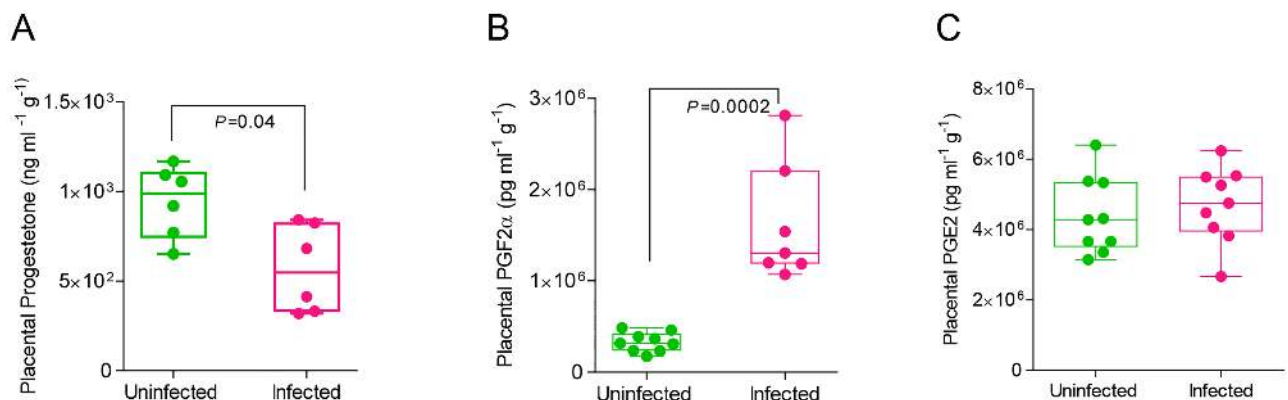 A
Placental Progestetone (ng ml⁻¹ g⁻¹)
1.5×10³
1×10³
5×10²
0
P=0.04
Uninfected Infected
B
Placental PGF2α (pg ml⁻¹ g⁻¹)
3×10⁶
2×10⁶
1×10⁶
0
P=0.0002
Uninfected Infected
C
Placental PGE2 (pg ml⁻¹ g⁻¹)
8×10⁶
6×10⁶
4×10⁶
2×10⁶
0
Uninfected Infected